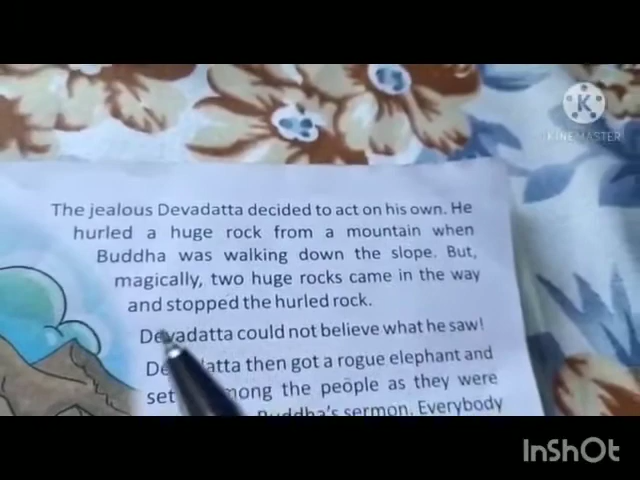 The jealous Devadatta decided to act on his own. He
hurled a huge rock from a mountain when
Buddha was walking down the slope. But,
magically, two huge rocks came in the way
and stopped the hurled rock.
Devadatta could not believe what he saw!
Devadatta then got a rogue elephant and
set among the people as they were
Buddha's sermon. Everybody
K
KINEMASTER
InShOt